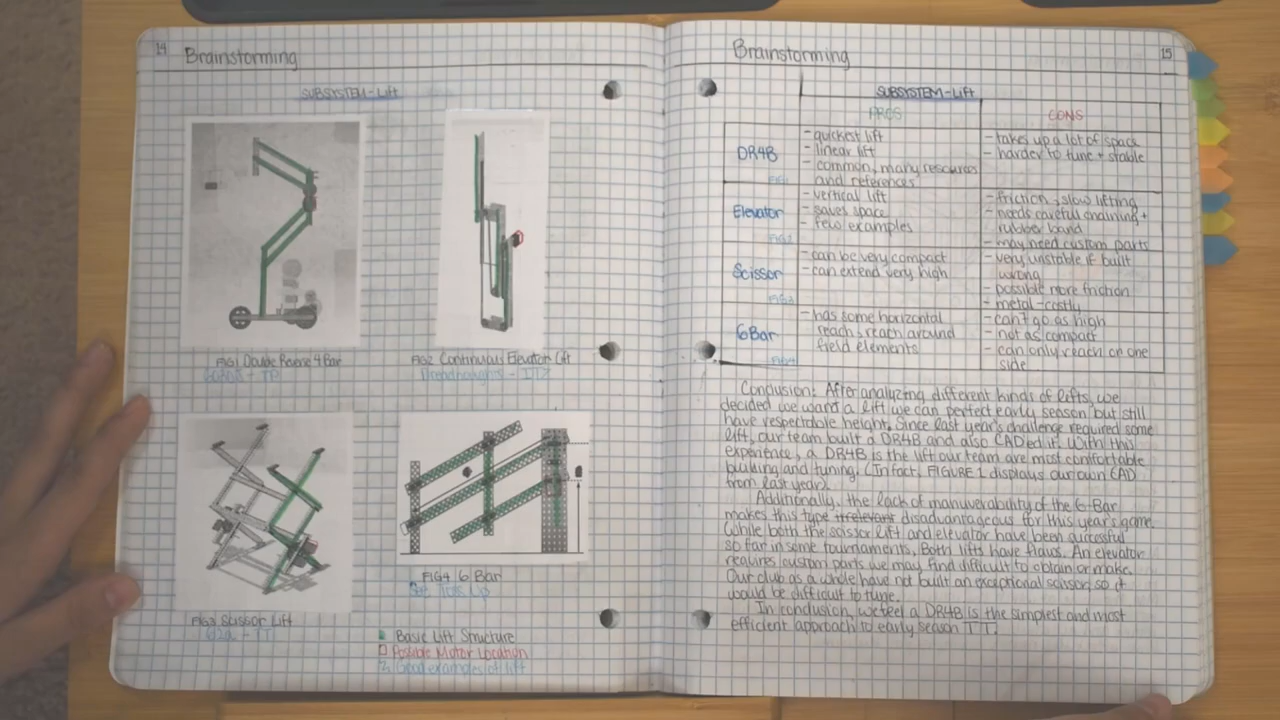 14 Brainstorming
SUBSYSTEM-Lift
FIG1 Double Reverse 4 Bar
FIG2 Continuous Elevator Lift
FIG3 Scissor Lift
FIG4 6 Bar
Basic Lift Structure
Possible Motor Location
Good examples of lift
Brainstorming 15
SUBSYSTEM-Lift
PROS CONS
DR4B
FIG1
- quickest lift
- linear lift
- common, many resources
and references
- takes up a lot of space
- harder to tune + stable
Elevator
FIG2
- vertical lift
- saves space
- few examples
- friction, slow lifting
- needs careful chaining +
rubber band
- may need custom parts
Scissor
FIG3
- can be very compact
- can extend very high
- very unstable if built
wrong
- possible more friction
- metal-costly
6Bar
FIG4
- has some horizontal
reach, reach around
field elements
- can't go as high
- not as compact
- can only reach on one
side
Conclusion: After analyzing different kinds of lifts, we
decided we want a lift we can perfect early season but still
have respectable height. Since last year's challenge required some
lift, our team built a DR4B and also CADed it. With this
experience, a DR4B is the lift our team are most comfortable
building and tuning. (In fact, FIGURE 1 displays our own CAD
from last year).
Additionally, the lack of manuverability of the 6-Bar
makes this type irrelevant disadvantageous for this year's game.
While both the scissor lift and elevator have been successful
so far in some tournaments, Both lifts have flaws. An elevator
requires custom parts we may find difficult to obtain or make.
Our club as a whole have not built an exceptional scissor, so it
would be difficult to tune.
In conclusion, we feel a DR4B is the simplest and most
efficient approach to early season TT.